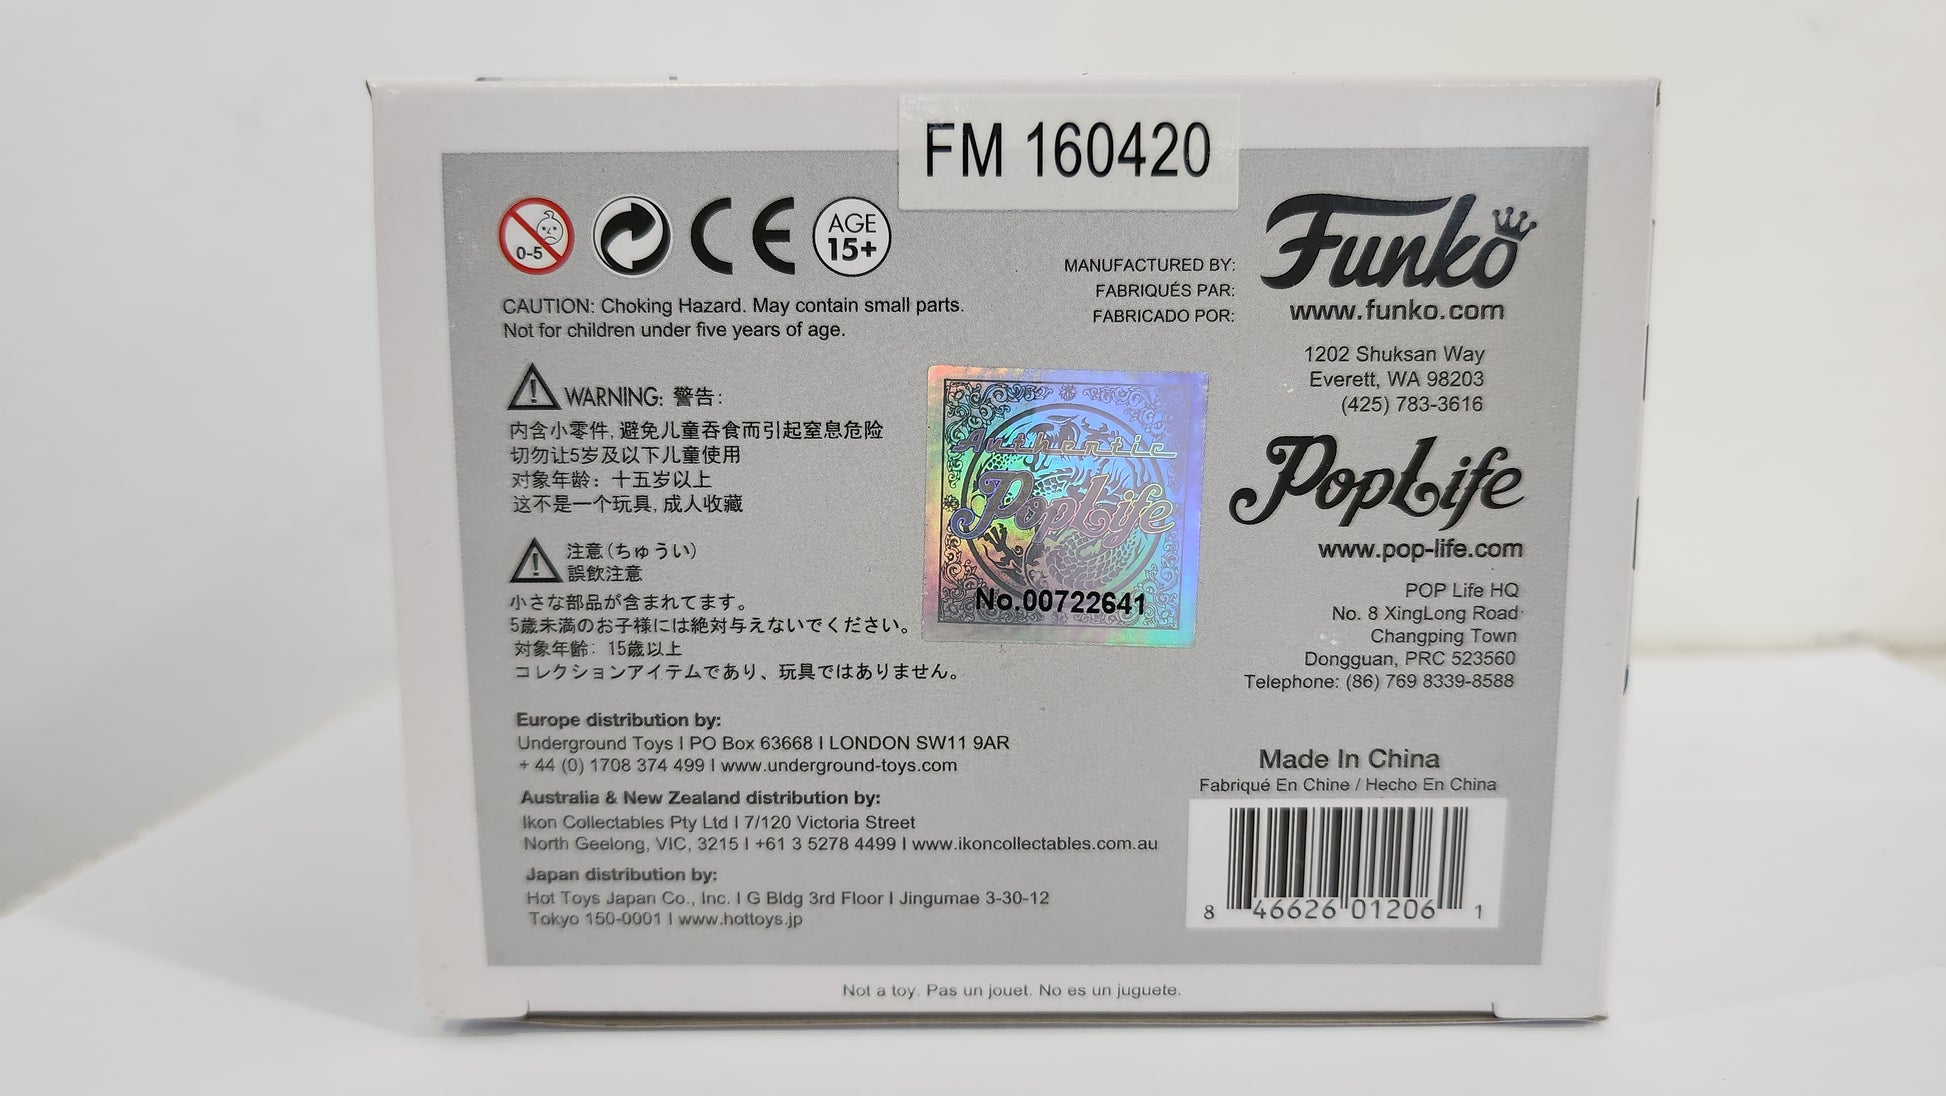 FM 160420
0-5
CE
AGE
15+
CAUTION: Choking Hazard. May contain small parts.
Not for children under five years of age.
WARNING: 警告:
内含小零件, 避免儿童吞食而引起窒息危险
切勿让5岁及以下儿童使用
对象年龄: 十五岁以上
这不是一个玩具, 成人收藏
注意(ちゅうい)
誤飲注意
小さな部品が含まれてます。
5歳未満のお子様には絶対与えないでください。
対象年齢: 15歳以上
コレクションアイテムであり、玩具ではありません。
Europe distribution by:
Underground Toys I PO Box 63668 I LONDON SW11 9AR
+ 44 (0) 1708 374 499 I www.underground-toys.com
Australia & New Zealand distribution by:
Ikon Collectables Pty Ltd I 7/120 Victoria Street
North Geelong, VIC, 3215 I +61 3 5278 4499 I www.ikoncollectables.com.au
Japan distribution by:
Hot Toys Japan Co., Inc. I G Bldg 3rd Floor I Jingumae 3-30-12
Tokyo 150-0001 I www.hottoys.jp
MANUFACTURED BY:
FABRIQUÉS PAR:
FABRICADO POR:
Funko
www.funko.com
1202 Shuksan Way
Everett, WA 98203
(425) 783-3616
Authentic
PopLife
No.00722641
PopLife
www.pop-life.com
POP Life HQ
No. 8 XingLong Road
Changping Town
Dongguan, PRC 523560
Telephone: (86) 769 8339-8588
Made In China
Fabriqué En Chine / Hecho En China
8 46626 01206 1
Not a toy. Pas un jouet. No es un juguete.